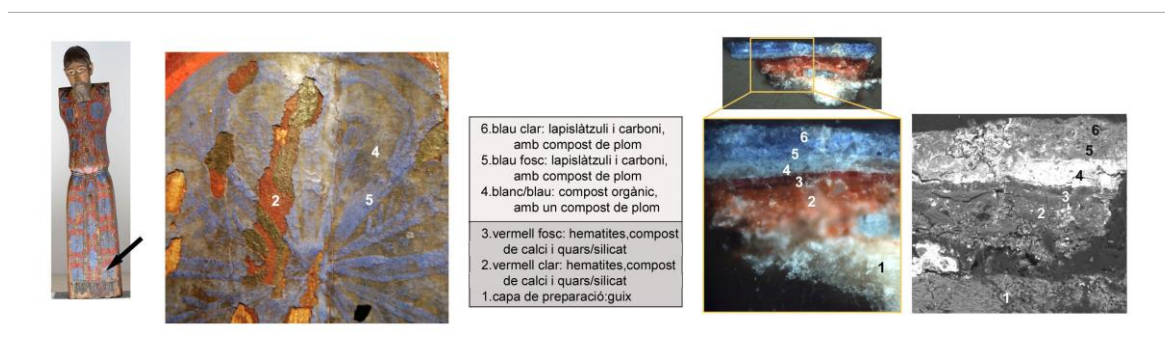 4
5
2
6.blau clar: lapislàtzuli i carboni,
amb compost de plom
5.blau fosc: lapislàtzuli i carboni,
amb compost de plom
4.blanc/blau: compost orgànic,
amb un compost de plom
3.vermell fosc: hematites,compost
de calci i quars/silicat
2.vermell clar: hematites,compost
de calci i quars/silicat
1.capa de preparació:guix
6
5
4
3
2
1
6
5
4
3
2
1